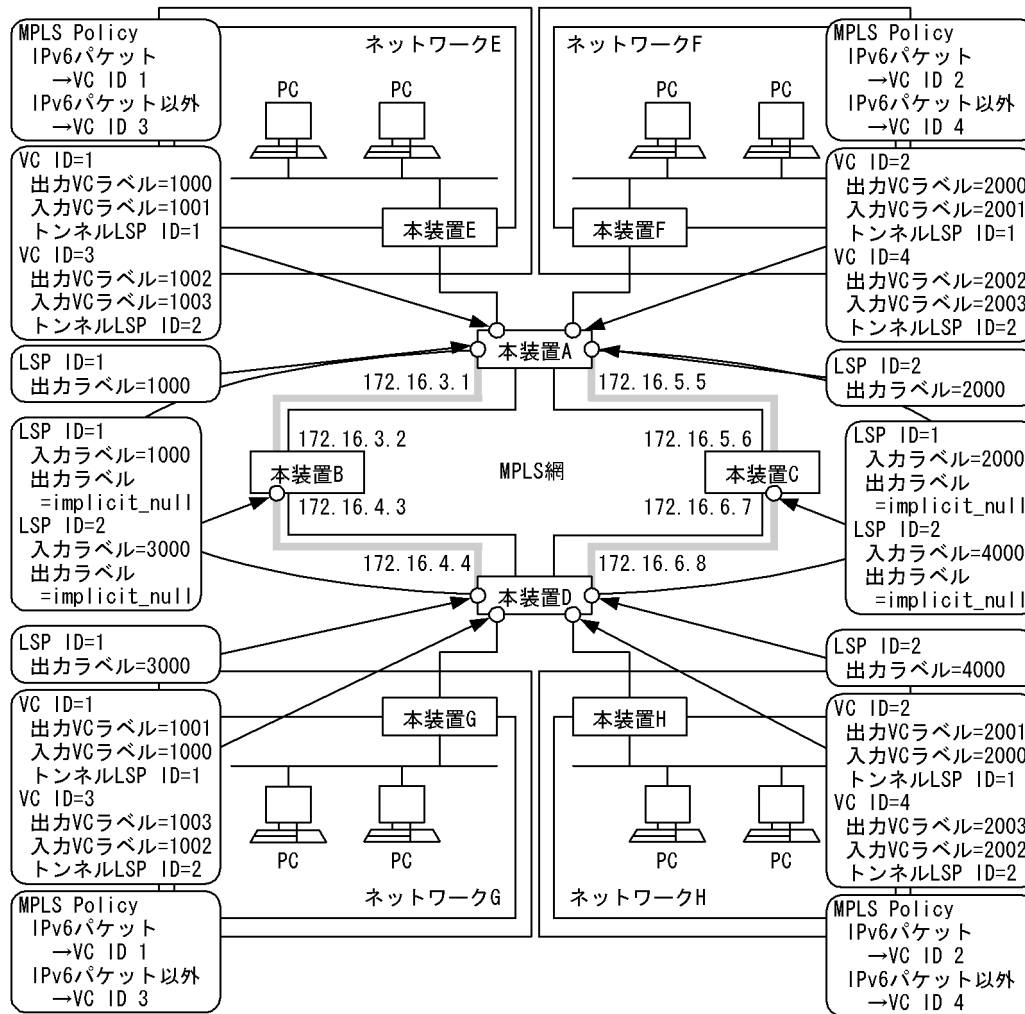 MPLS Policy
IPv6パケット
→VC ID 1
IPv6パケット以外
→VC ID 3
ネットワークE
PC
PC
本装置E
ネットワークF
PC
PC
本装置F
MPLS Policy
IPv6パケット
→VC ID 2
IPv6パケット以外
→VC ID 4
VC ID=1
出力VCラベル=1000
入力VCラベル=1001
トンネルLSP ID=1
VC ID=3
出力VCラベル=1002
入力VCラベル=1003
トンネルLSP ID=2
VC ID=2
出力VCラベル=2000
入力VCラベル=2001
トンネルLSP ID=1
VC ID=4
出力VCラベル=2002
入力VCラベル=2003
トンネルLSP ID=2
LSP ID=1
出力ラベル=1000
本装置A
LSP ID=2
出力ラベル=2000
172.16.3.1
172.16.5.5
LSP ID=1
入力ラベル=1000
出力ラベル
=implicit_null
LSP ID=2
入力ラベル=3000
出力ラベル
=implicit_null
172.16.3.2
本装置B
172.16.4.3
172.16.4.4
MPLS網
172.16.5.6
本装置C
172.16.6.7
172.16.6.8
LSP ID=1
入力ラベル=2000
出力ラベル
=implicit_null
LSP ID=2
入力ラベル=4000
出力ラベル
=implicit_null
本装置D
LSP ID=1
出力ラベル=3000
LSP ID=2
出力ラベル=4000
VC ID=1
出力VCラベル=1001
入力VCラベル=1000
トンネルLSP ID=1
VC ID=3
出力VCラベル=1003
入力VCラベル=1002
トンネルLSP ID=2
本装置G
PC
PC
ネットワークG
本装置H
PC
PC
ネットワークH
VC ID=2
出力VCラベル=2001
入力VCラベル=2000
トンネルLSP ID=1
VC ID=4
出力VCラベル=2003
入力VCラベル=2002
トンネルLSP ID=2
MPLS Policy
IPv6パケット
→VC ID 1
IPv6パケット以外
→VC ID 3
MPLS Policy
IPv6パケット
→VC ID 2
IPv6パケット以外
→VC ID 4